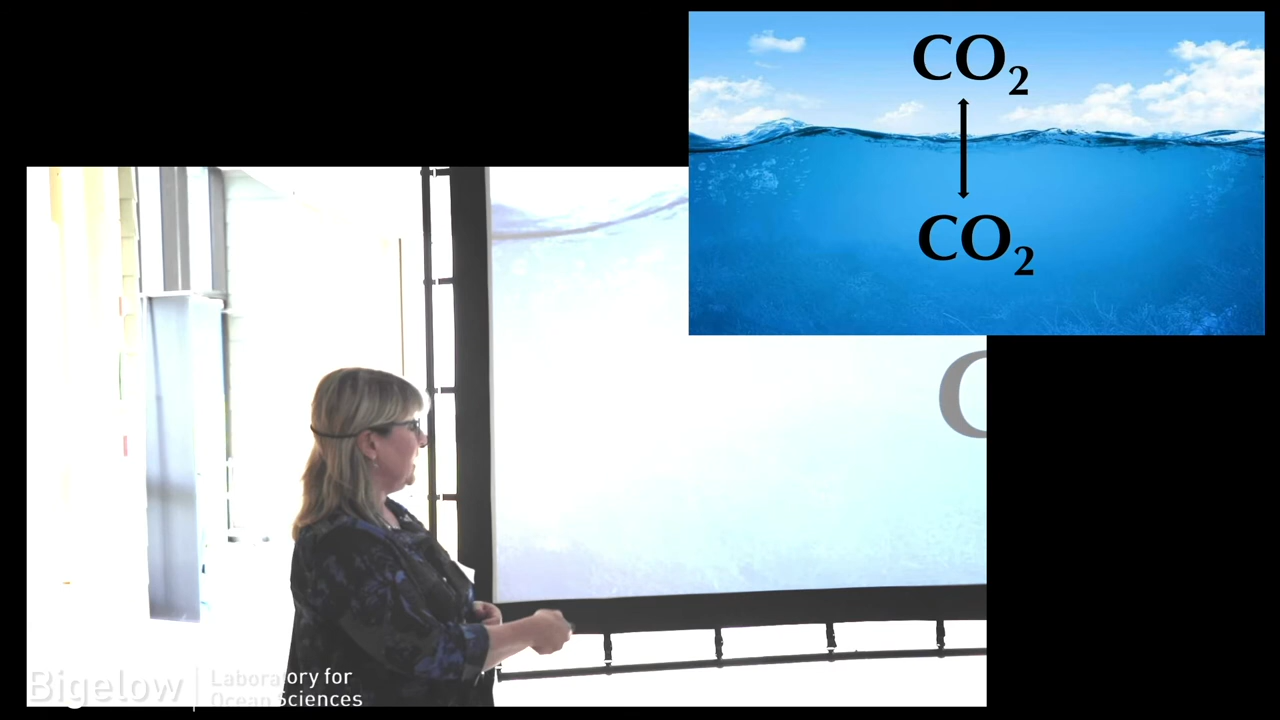 CO₂
CO₂
C
Bigelow
Laboratory for
Ocean Sciences